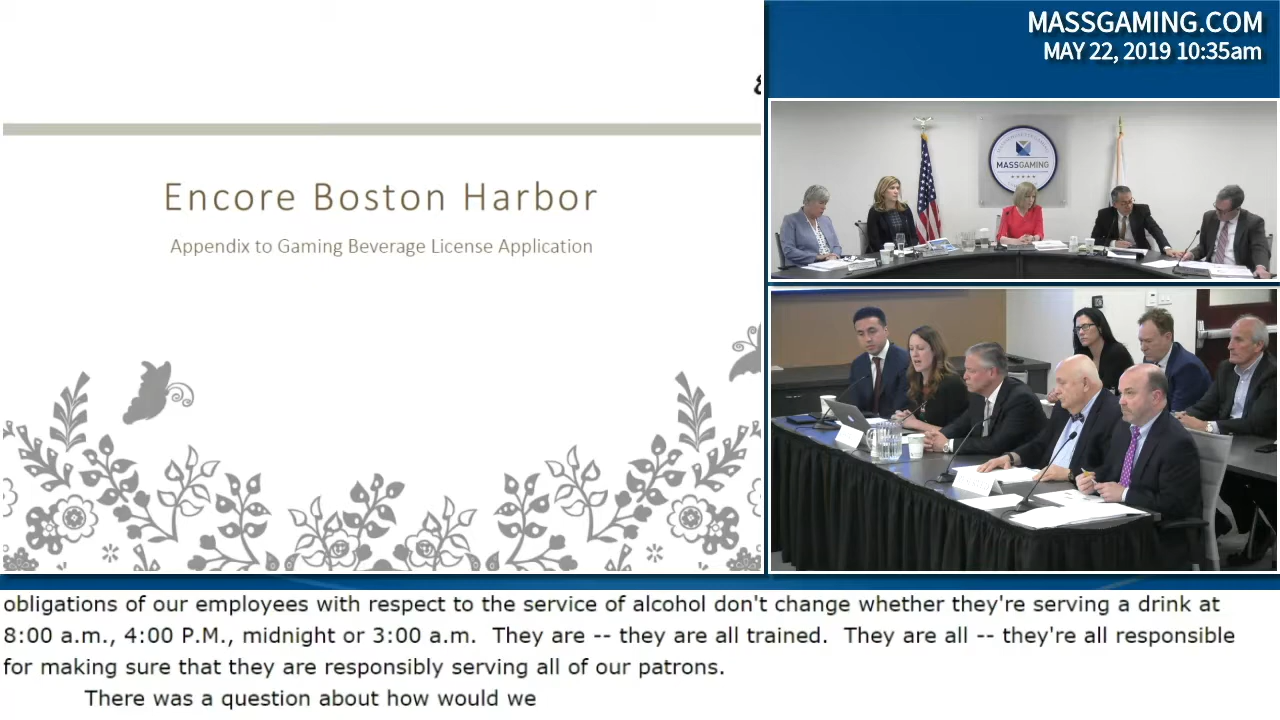 MASSGAMING.COM
MAY 22, 2019 10:35am
Encore Boston Harbor
Appendix to Gaming Beverage License Application
MASSGAMING
obligations of our employees with respect to the service of alcohol don't change whether they're serving a drink at
8:00 a.m., 4:00 P.M., midnight or 3:00 a.m.  They are -- they are all trained.  They are all -- they're all responsible
for making sure that they are responsibly serving all of our patrons.
There was a question about how would we